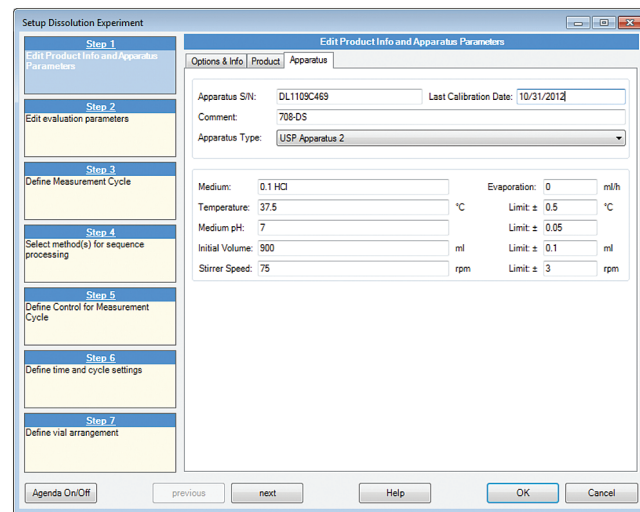 Setup Dissolution Experiment
Step 1
Edit Product Info and Apparatus
Parameters
Step 2
Edit evaluation parameters
Step 3
Define Measurement Cycle
Step 4
Select method(s) for sequence
processing
Step 5
Define Control for Measurement
Cycle
Step 6
Define time and cycle settings
Step 7
Define vial arrangement
Edit Product Info and Apparatus Parameters
Options & Info Product Apparatus
Apparatus S/N: DL1109C469 Last Calibration Date: 10/31/2012
Comment: 708-DS
Apparatus Type: USP Apparatus 2
Medium: 0.1 HCl Evaporation: 0 ml/h
Temperature: 37.5 °C Limit: ± 0.5 °C
Medium pH: 7 Limit: ± 0.05
Initial Volume: 900 ml Limit: ± 0.1 ml
Stirrer Speed: 75 rpm Limit: ± 3 rpm
Agenda On/Off previous next Help OK Cancel